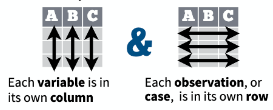 A B C
&
A B C
Each variable is in
its own column
Each observation, or
case, is in its own row